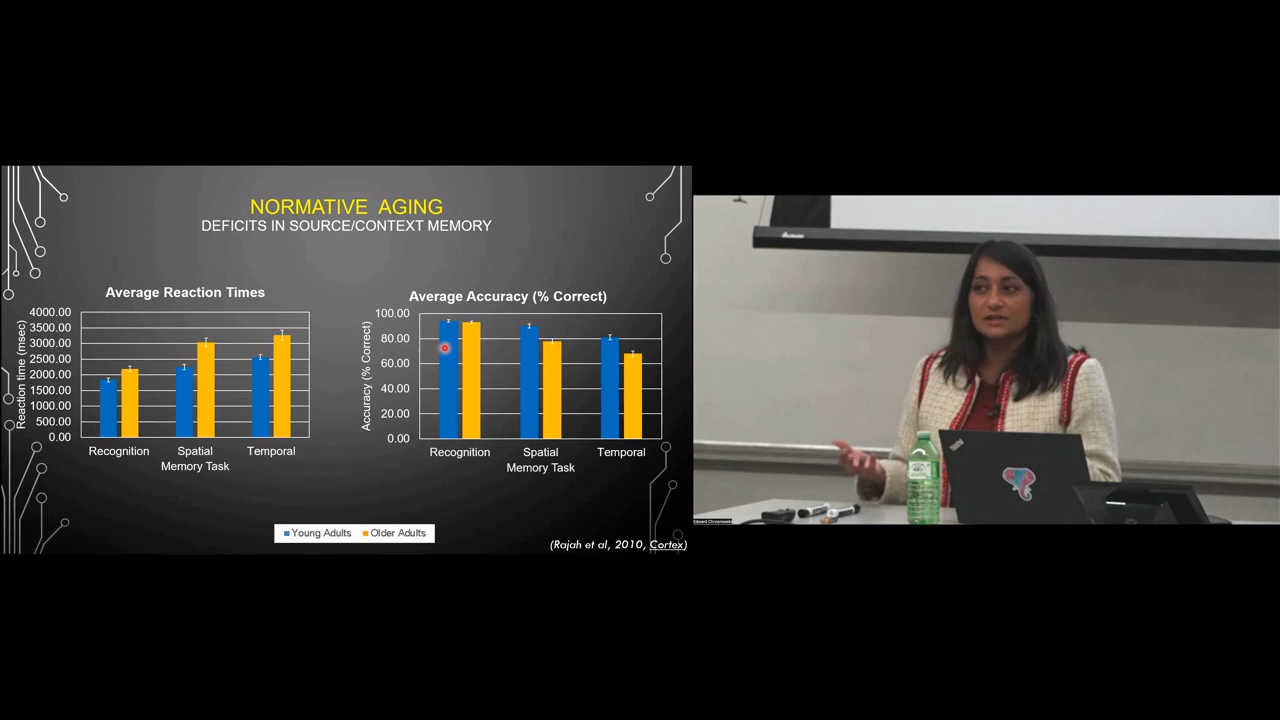 NORMATIVE AGING
DEFICITS IN SOURCE/CONTEXT MEMORY
Average Reaction Times
4000.00
3500.00
3000.00
2500.00
2000.00
1500.00
1000.00
500.00
0.00
Reaction time (msec)
Recognition Spatial Temporal
Memory Task
Average Accuracy (% Correct)
100.00
80.00
60.00
40.00
20.00
0.00
Accuracy (% Correct)
Recognition Spatial Temporal
Memory Task
Young Adults Older Adults
(Rajah et al, 2010, Cortex)
ThinkPad
Edward Chrzanowski